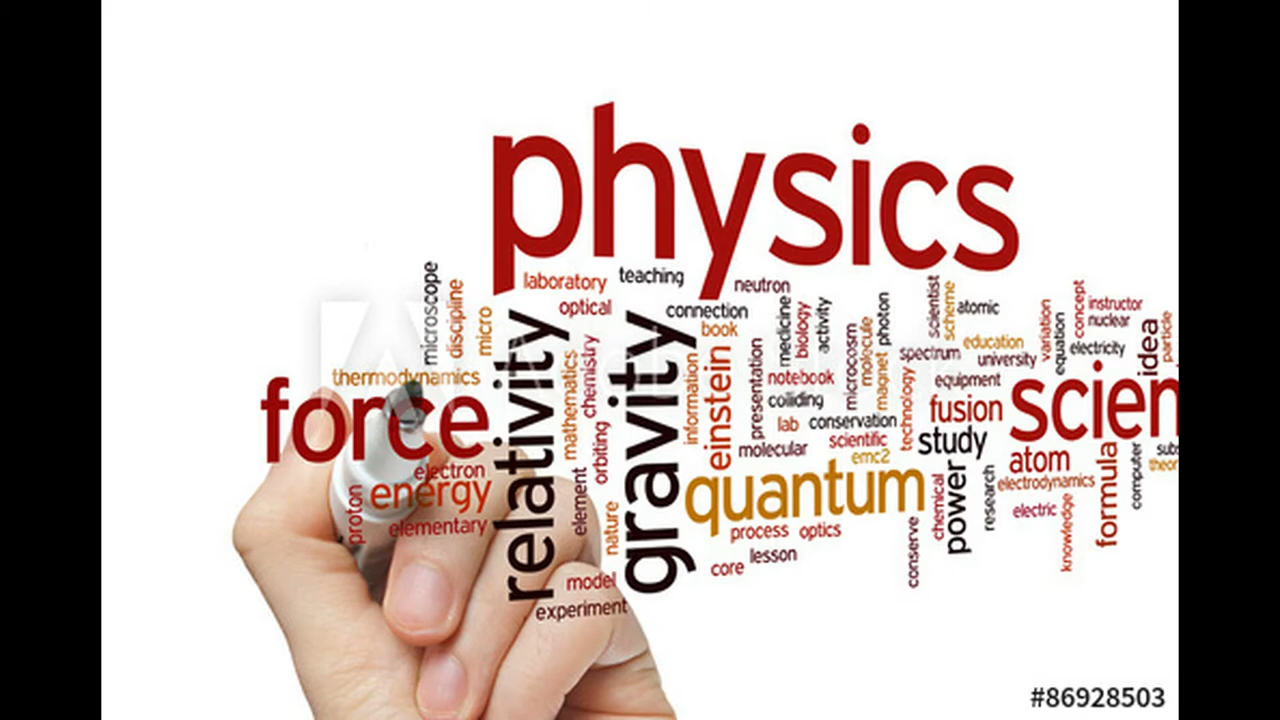 physics
microscope
discipline
micro
laboratory
teaching
neutron
optical
connection
book
medicine
biology
activity
photon
molecule
microcosm
magnet
scientist
scheme
atomic
education
spectrum
university
variation
equation
concept
instructor
nuclear
electricity
idea
particle
thermodynamics
force
relativity
mathematics
chemistry
orbiting
gravity
information
einstein
presentation
notebook
colliding
lab
conservation
scientific
emc2
molecular
technology
equipment
fusion
study
scien
electron
energy
proton
elementary
element
nature
quantum
process
optics
lesson
core
model
experiment
conserve
chemical
power
research
atom
electrodynamics
electric
knowledge
formula
computer
subs
theor
#86928503